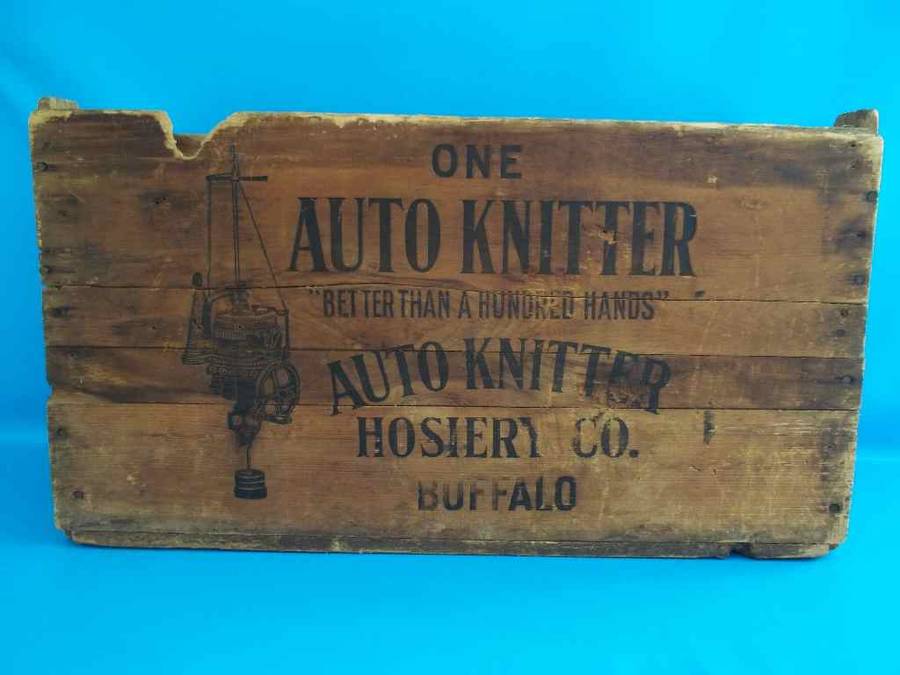 ONE
AUTO KNITTER
"BETTER THAN A HUNDRED HANDS"
AUTO KNITTER
HOSIERY CO.
BUFFALO